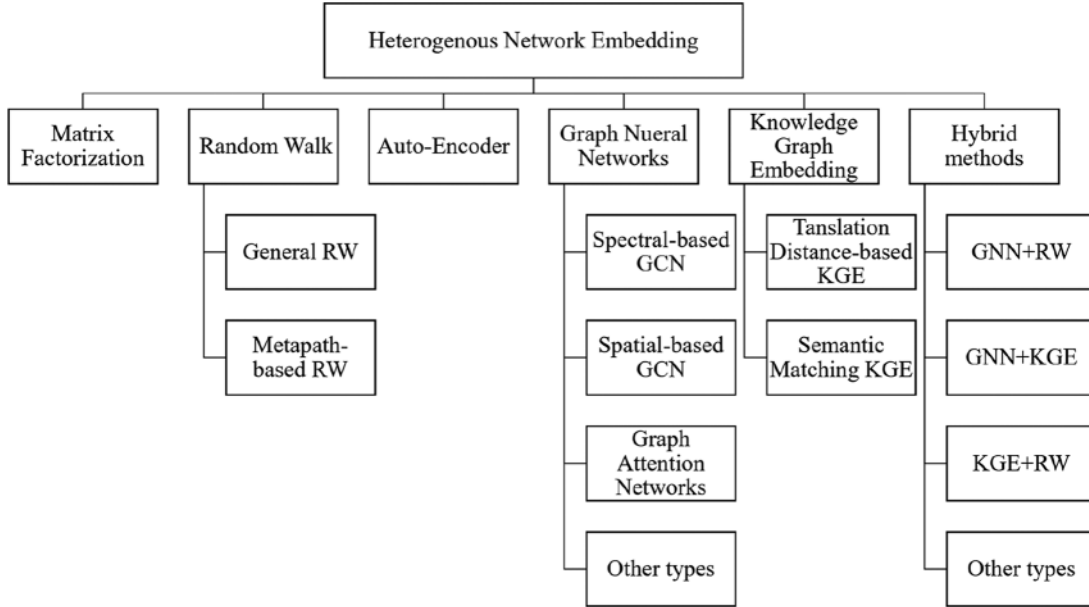 Heterogenous Network Embedding
Matrix
Factorization
Random Walk
Auto-Encoder
Graph Nueral
Networks
Knowledge
Graph
Embedding
Hybrid
methods
General RW
Metapath-
based RW
Spectral-based
GCN
Spatial-based
GCN
Graph
Attention
Networks
Other types
Tanslation
Distance-based
KGE
Semantic
Matching KGE
GNN+RW
GNN+KGE
KGE+RW
Other types